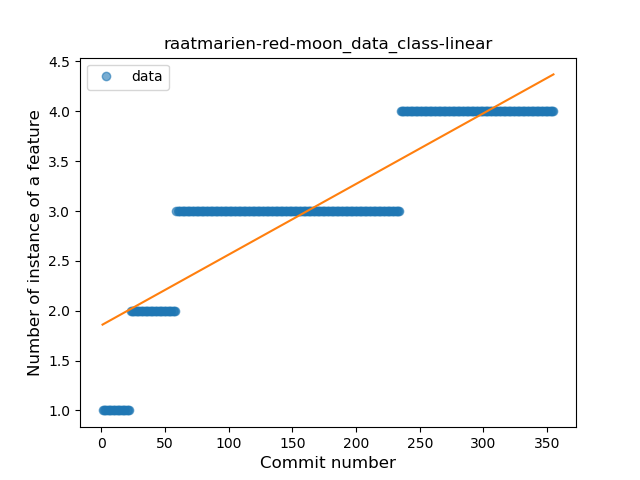 raatmarien-red-moon_data_class-linear
data
Number of instance of a feature
4.5
4.0
3.5
3.0
2.5
2.0
1.5
1.0
0 50 100 150 200 250 300 350
Commit number